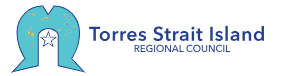 Torres Strait Island
REGIONAL COUNCIL